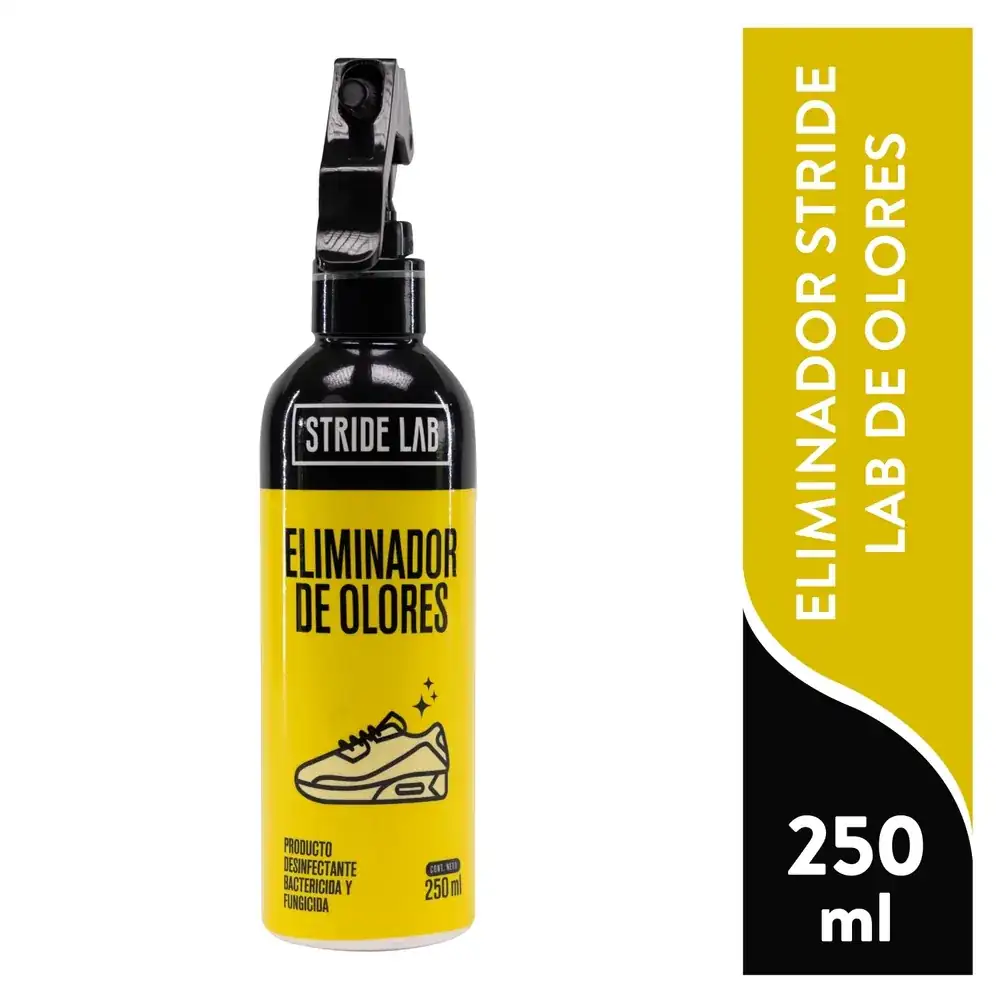 STRIDE LAB
ELIMINADOR
DE OLORES
PRODUCTO
DESINFECTANTE
BACTERICIDA Y
FUNGICIDA
CONT. NETO
250 ml
ELIMINADOR STRIDE
LAB DE OLORES
250
ml